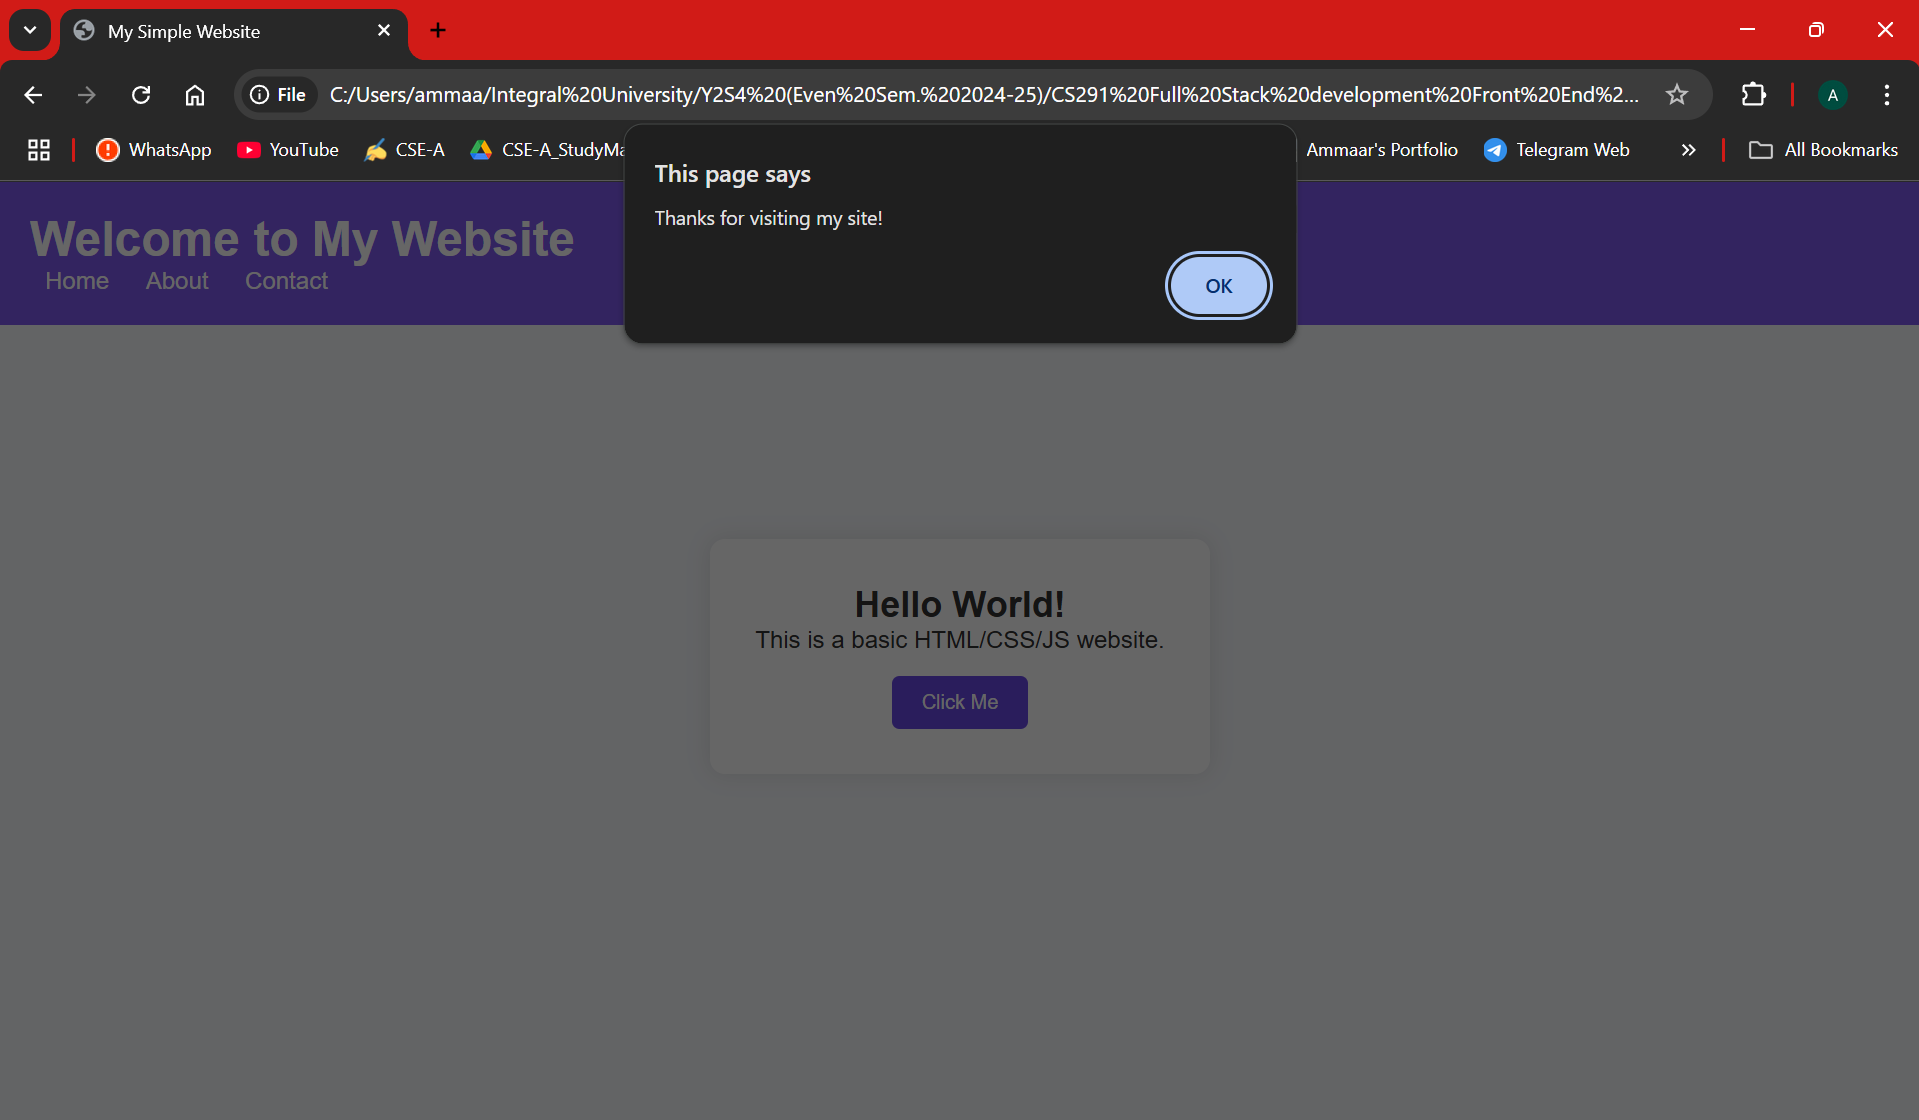 My Simple Website
File
C:/Users/ammaa/Integral%20University/Y2S4%20(Even%20Sem.%202024-25)/CS291%20Full%20Stack%20development%20Front%20End%2...
A
WhatsApp
YouTube
CSE-A
CSE-A_StudyMa
Ammaar's Portfolio
Telegram Web
All Bookmarks
This page says
Thanks for visiting my site!
OK
Welcome to My Website
Home About Contact
Hello World!
This is a basic HTML/CSS/JS website.
Click Me